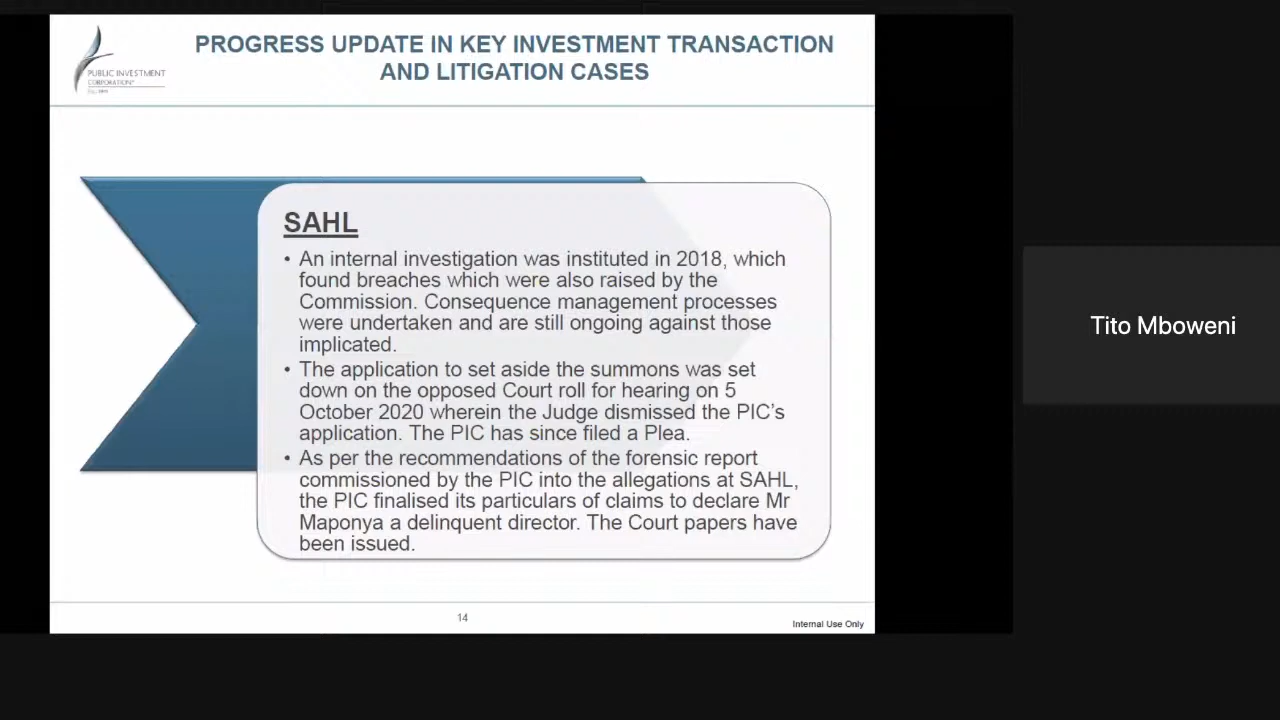 PUBLIC INVESTMENT
CORPORATION®
PROGRESS UPDATE IN KEY INVESTMENT TRANSACTION
AND LITIGATION CASES
SAHL
• An internal investigation was instituted in 2018, which
found breaches which were also raised by the
Commission. Consequence management processes
were undertaken and are still ongoing against those
implicated.
• The application to set aside the summons was set
down on the opposed Court roll for hearing on 5
October 2020 wherein the Judge dismissed the PIC’s
application. The PIC has since filed a Plea.
• As per the recommendations of the forensic report
commissioned by the PIC into the allegations at SAHL,
the PIC finalised its particulars of claims to declare Mr
Maponya a delinquent director. The Court papers have
been issued.
14
Internal Use Only
Tito Mboweni